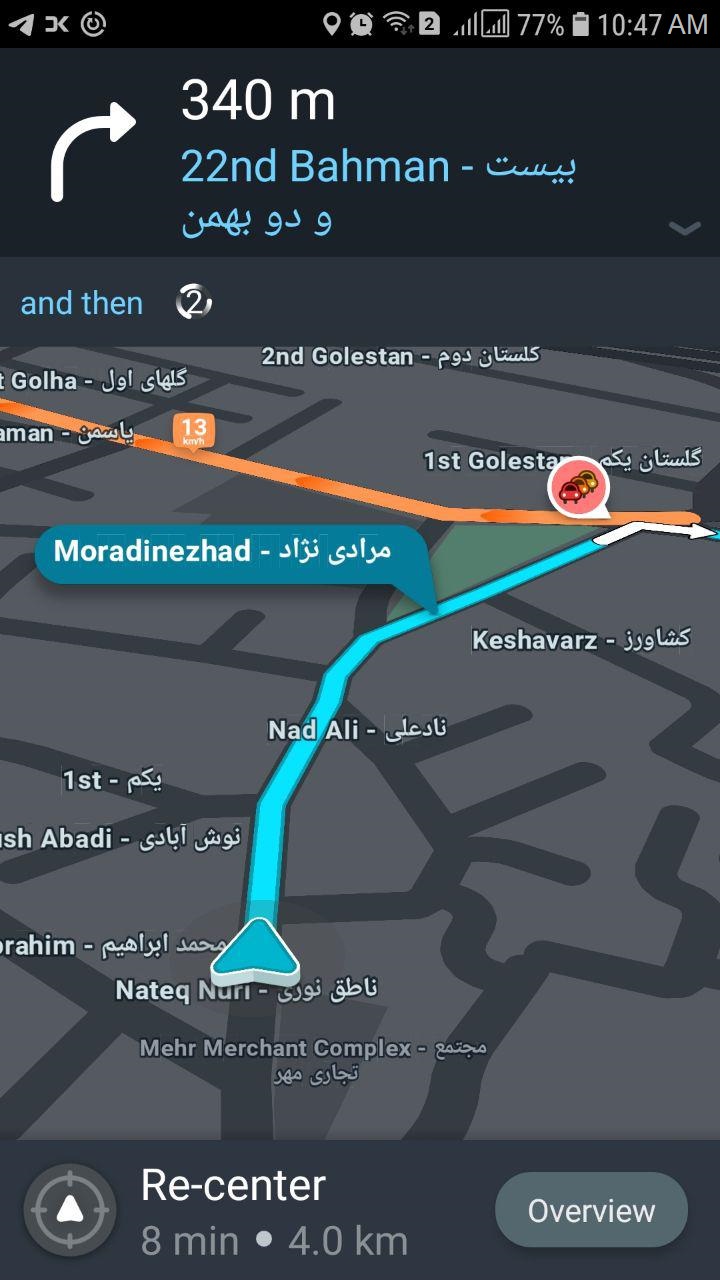 2 77% 10:47 AM
340 m
22nd Bahman - بیست
و دو بهمن
and then 2
2nd Golestan - گلستان دوم
t Golha - گلهای اول
aman - یاسمن
13
km/h
1st Golesta گلستان یکم
Moradinezhad - مرادی نژاد
Keshavarz - کشاورز
Nad Ali - نادعلی
1st - یکم
ush Abadi - نوش آبادی
orahim - محمد ابراهیم
Nateq Nuri - ناطق نوری
Mehr Merchant Complex - مجتمع
تجاری مهر
Re-center
8 min • 4.0 km
Overview